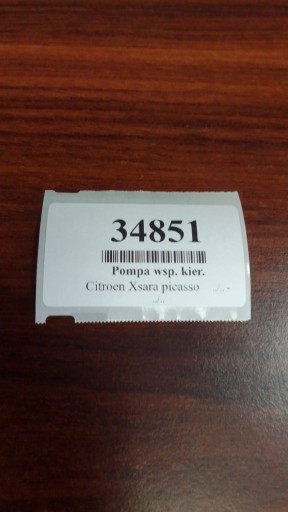 34851
Pompa wsp. kier.
Citroen Xsara picasso